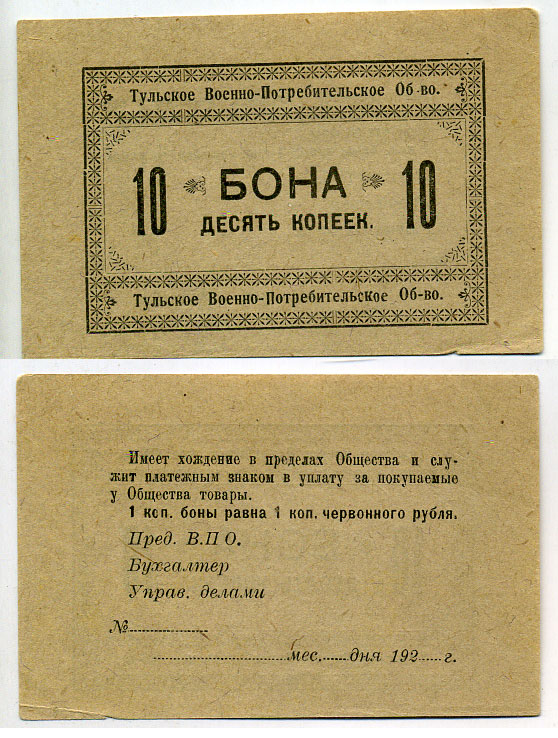 Тульское Военно-Потребительское Об-во.
10 БОНА 10
ДЕСЯТЬ КОПЕЕК.
Тульское Военно-Потребительское Об-во.
Имеет хождение в пределах Общества и слу-
жит платежным знаком в уплату за покупаемые
у Общества товары.
1 коп. боны равна 1 коп. червонного рубля.
Пред. В.П О.
Бухгалтер
Управ. делами
№
мес. дня 192 г.